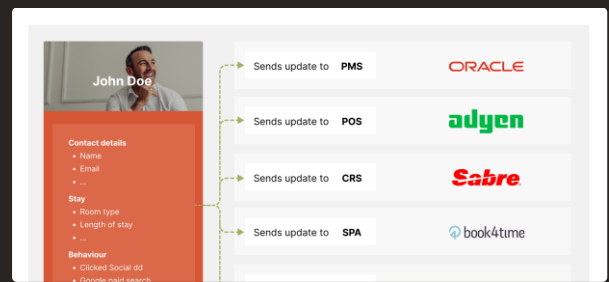 John Doe
Contact details
• Name
• Email
• ...
Stay
• Room type
• Length of stay
• ...
Behaviour
• Clicked Social dd
• Google paid search
Sends update to PMS
ORACLE
Sends update to POS
adyen
Sends update to CRS
Sabre
Sends update to SPA
book4time